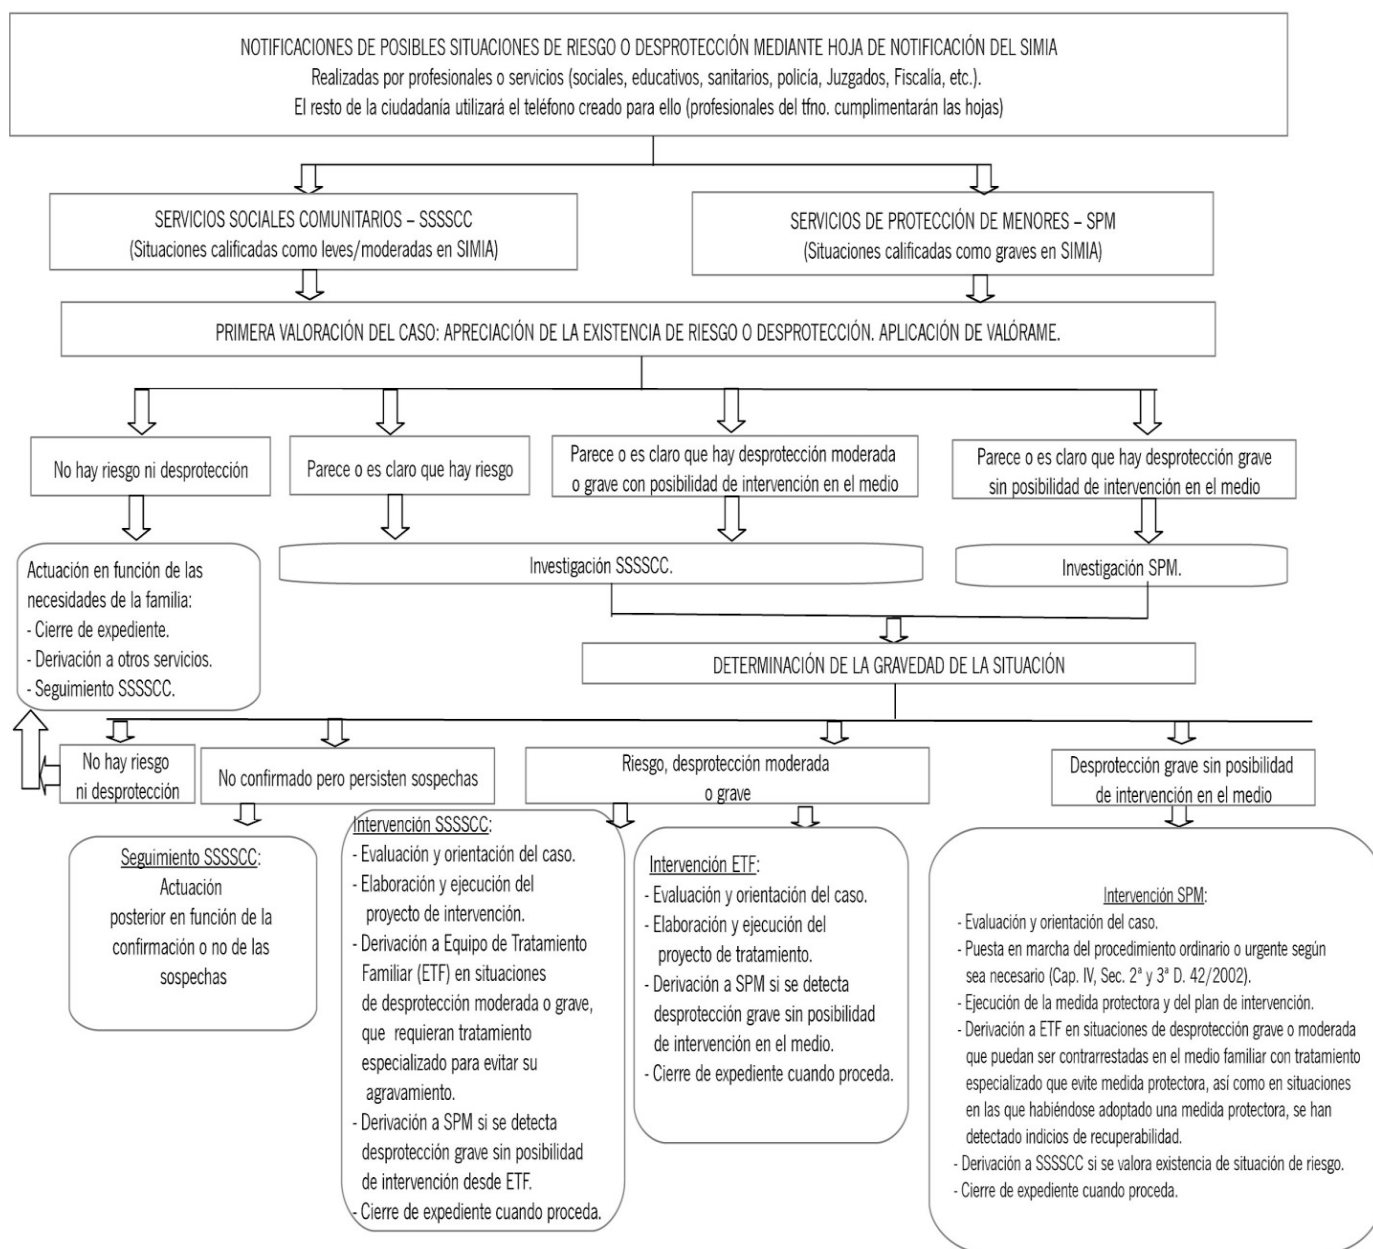 NOTIFICACIONES DE POSIBLES SITUACIONES DE RIESGO O DESPROTECCIÓN MEDIANTE HOJA DE NOTIFICACIÓN DEL SIMIA
Realizadas por profesionales o servicios (sociales, educativos, sanitarios, policía, Juzgados, Fiscalía, etc.).
El resto de la ciudadanía utilizará el teléfono creado para ello (profesionales del tfno. cumplimentarán las hojas)
SERVICIOS SOCIALES COMUNITARIOS – SSSSCC
(Situaciones calificadas como leves/moderadas en SIMIA)
SERVICIOS DE PROTECCIÓN DE MENORES – SPM
(Situaciones calificadas como graves en SIMIA)
PRIMERA VALORACIÓN DEL CASO: APRECIACIÓN DE LA EXISTENCIA DE RIESGO O DESPROTECCIÓN. APLICACIÓN DE VALÓRAME.
No hay riesgo ni desprotección
Parece o es claro que hay riesgo
Parece o es claro que hay desprotección moderada
o grave con posibilidad de intervención en el medio
Parece o es claro que hay desprotección grave
sin posibilidad de intervención en el medio
Actuación en función de las
necesidades de la familia:
- Cierre de expediente.
- Derivación a otros servicios.
- Seguimiento SSSSCC.
Investigación SSSSCC.
Investigación SPM.
DETERMINACIÓN DE LA GRAVEDAD DE LA SITUACIÓN
No hay riesgo
ni desprotección
No confirmado pero persisten sospechas
Riesgo, desprotección moderada
o grave
Desprotección grave sin posibilidad
de intervención en el medio
Seguimiento SSSSCC:
Actuación
posterior en función de la
confirmación o no de las
sospechas
Intervención SSSSCC:
- Evaluación y orientación del caso.
- Elaboración y ejecución del
proyecto de intervención.
- Derivación a Equipo de Tratamiento
Familiar (ETF) en situaciones
de desprotección moderada o grave,
que requieran tratamiento
especializado para evitar su
agravamiento.
- Derivación a SPM si se detecta
desprotección grave sin posibilidad
de intervención desde ETF.
- Cierre de expediente cuando proceda.
Intervención ETF:
- Evaluación y orientación del caso.
- Elaboración y ejecución del
proyecto de tratamiento.
- Derivación a SPM si se detecta
desprotección grave sin posibilidad
de intervención en el medio.
- Cierre de expediente cuando proceda.
Intervención SPM:
- Evaluación y orientación del caso.
- Puesta en marcha del procedimiento ordinario o urgente según
sea necesario (Cap. IV, Sec. 2ª y 3ª D. 42/2002).
- Ejecución de la medida protectora y del plan de intervención.
- Derivación a ETF en situaciones de desprotección grave o moderada
que puedan ser contrarrestadas en el medio familiar con tratamiento
especializado que evite medida protectora, así como en situaciones
en las que habiéndose adoptado una medida protectora, se han
detectado indicios de recuperabilidad.
- Derivación a SSSSCC si se valora existencia de situación de riesgo.
- Cierre de expediente cuando proceda.